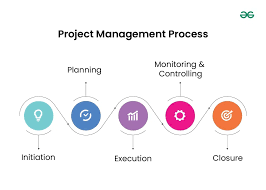 Project Management Process
Planning
Monitoring &
Controlling
Initiation
Execution
Closure